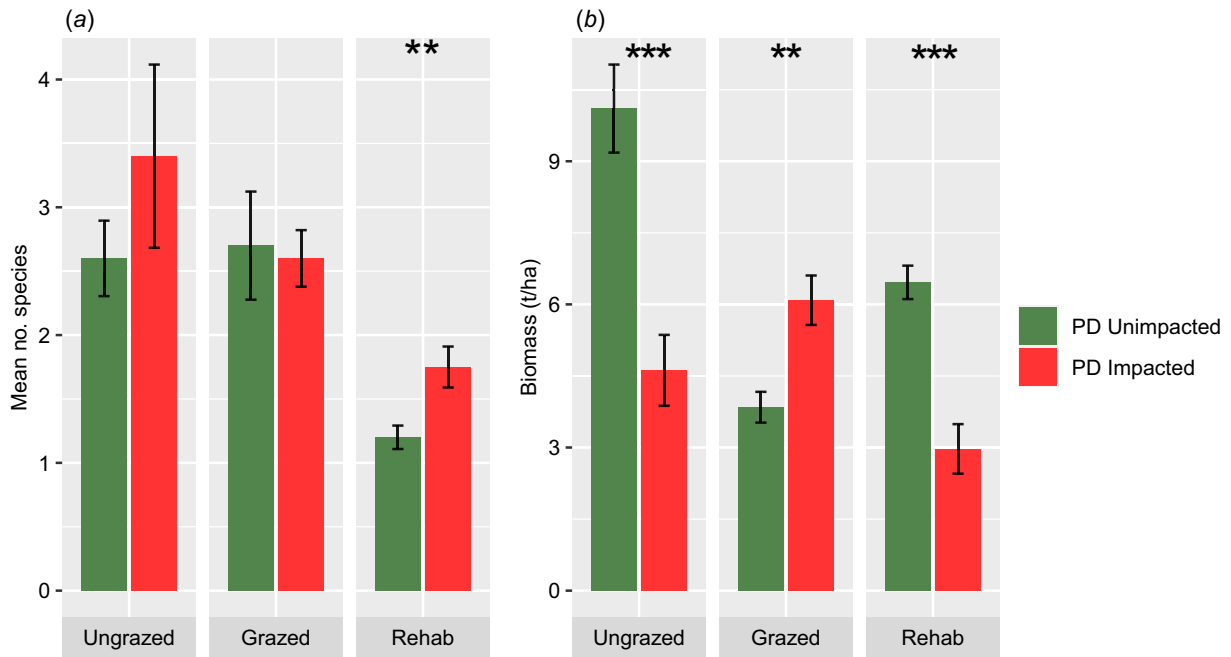 (a)
Mean no. species
4
3
2
1
0
**
Ungrazed Grazed Rehab
(b)
Biomass (t/ha)
9
6
3
0
*** ** ***
Ungrazed Grazed Rehab
PD Unimpacted
PD Impacted